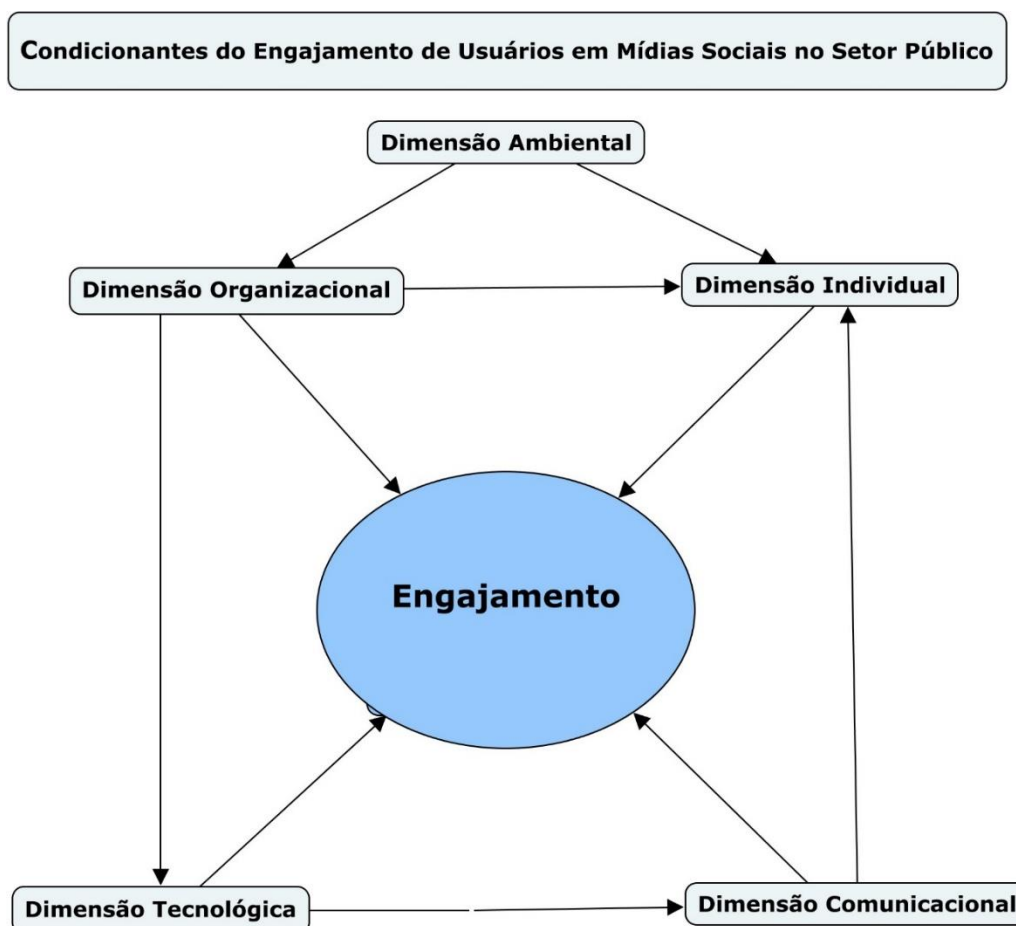 Condicionantes do Engajamento de Usuários em Mídias Sociais no Setor Público
Dimensão Ambiental
Dimensão Organizacional
Dimensão Individual
Engajamento
Dimensão Tecnológica
Dimensão Comunicacional